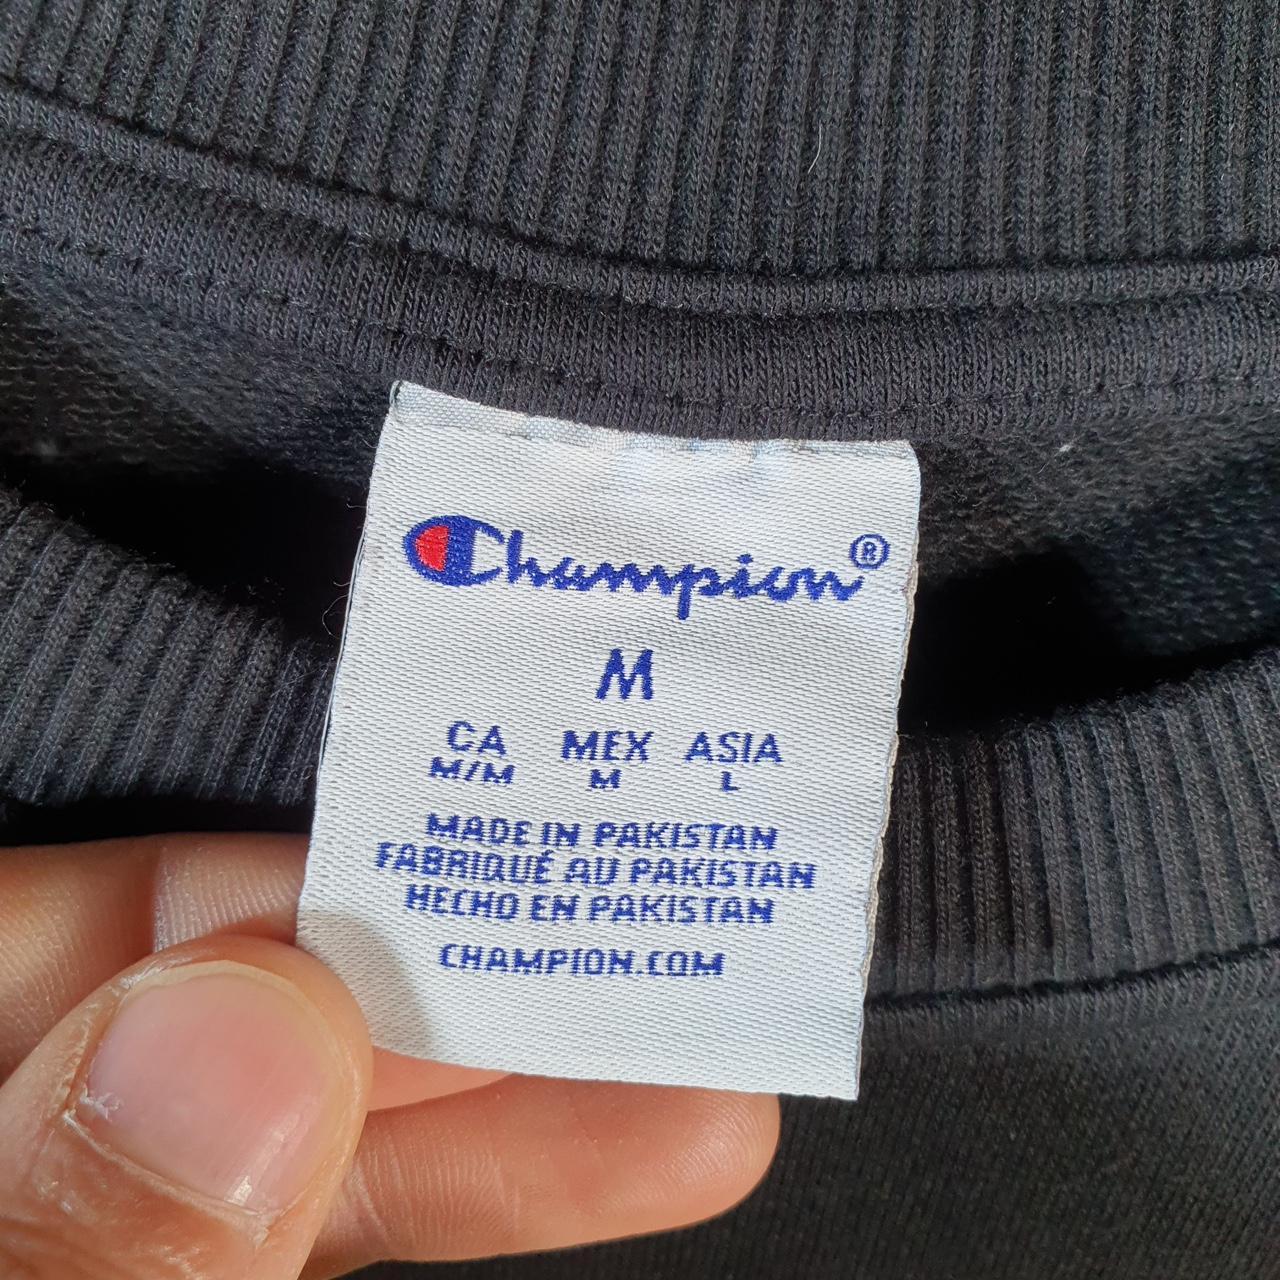 Champion®
M
CA MEX ASIA
M/M M L
MADE IN PAKISTAN
FABRIQUÉ AU PAKISTAN
HECHO EN PAKISTAN
CHAMPION.COM